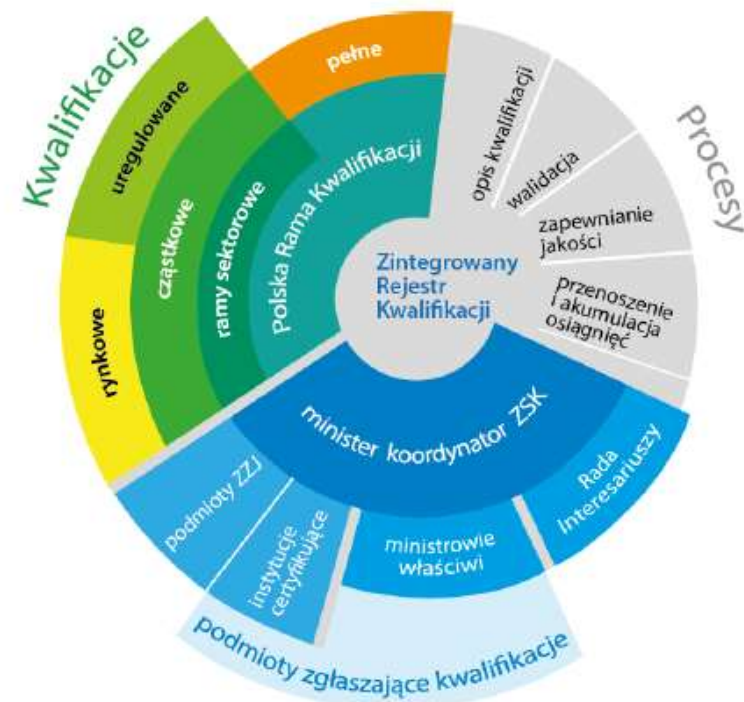 Kwalifikacje
uregulowane
pełne
rynkowe
cząstkowe
ramy sektorowe
Polska Rama Kwalifikacji
Procesy
opis kwalifikacji
walidacja
zapewnianie
jakości
Przenoszenie
i akumulacja
osiągnięć
Zintegrowany
Rejestr
Kwalifikacji
minister koordynator ZSK
podmioty ZZJ
instytucje
certyfikujące
ministrowie
właściwi
Rada
Interesariuszy
podmioty zgłaszające kwalifikacje